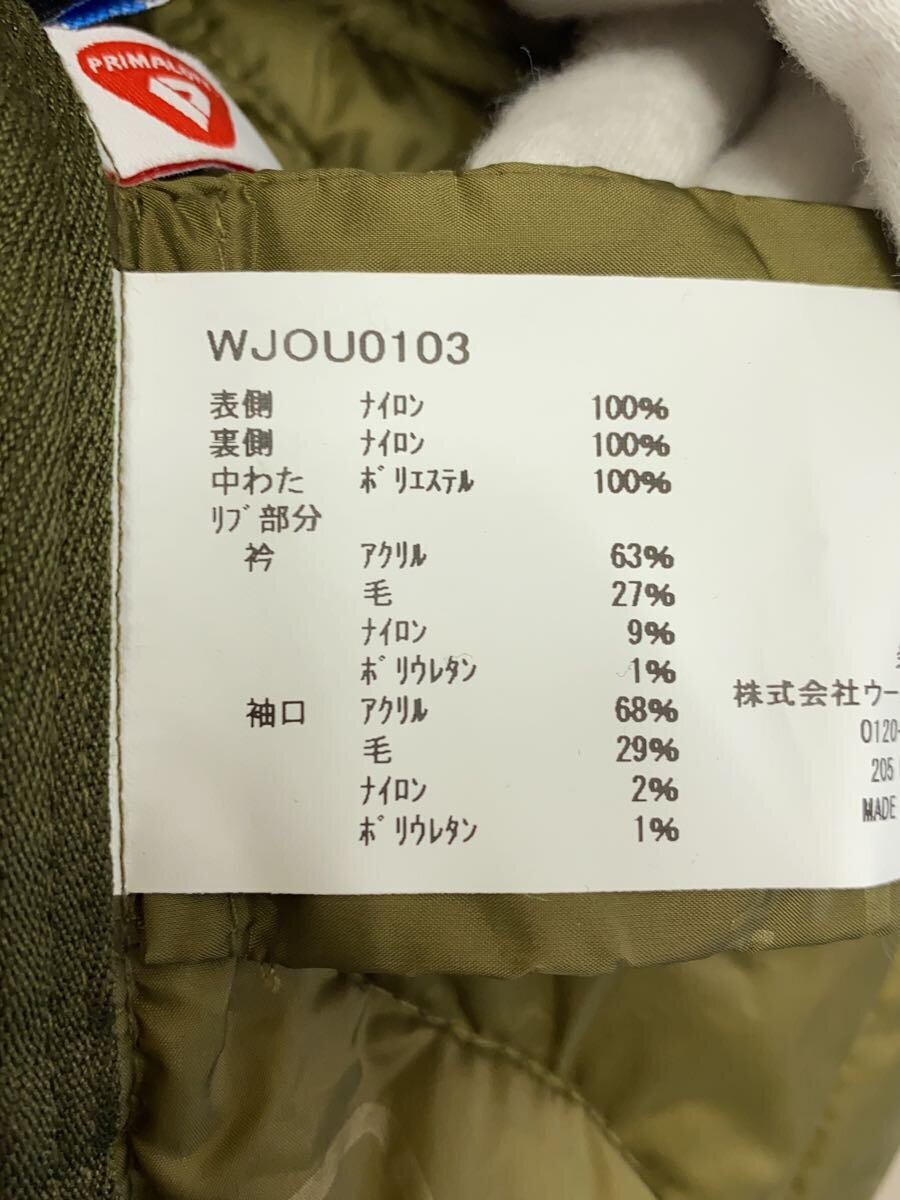 WJOU0103
表側 ナイロン 100%
裏側 ナイロン 100%
中わた ポリエステル 100%
リブ部分
衿 アクリル 63%
毛 27%
ナイロン 9%
ポリウレタン 1%
袖口 アクリル 68%
毛 29%
ナイロン 2%
ポリウレタン 1%
株式会社ウー
0120-
205
MADE